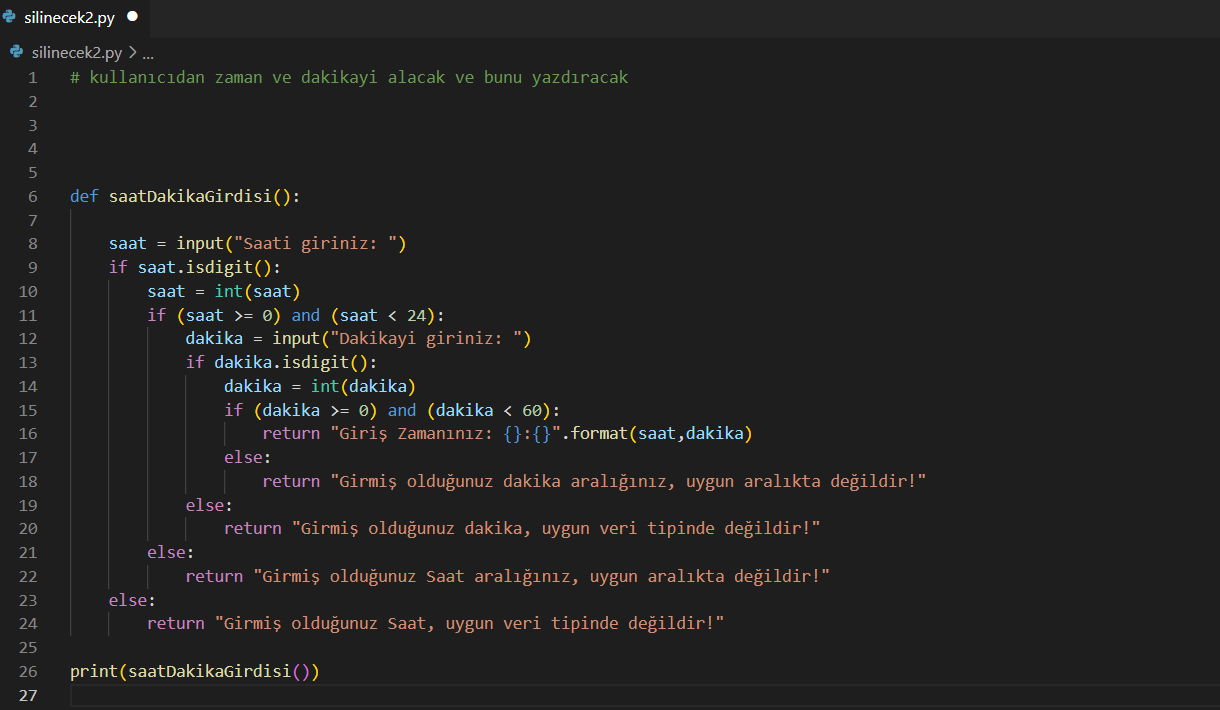 silinecek2.py
silinecek2.py > ...
1 # kullanıcıdan zaman ve dakikayi alacak ve bunu yazdıracak
2
3
4
5
6 def saatDakikaGirdisi():
7
8     saat = input("Saati giriniz: ")
9     if saat.isdigit():
10         saat = int(saat)
11         if (saat >= 0) and (saat < 24):
12             dakika = input("Dakikayi giriniz: ")
13             if dakika.isdigit():
14                 dakika = int(dakika)
15                 if (dakika >= 0) and (dakika < 60):
16                     return "Giriş Zamanınız: {}:{}".format(saat,dakika)
17                 else:
18                     return "Girmiş olduğunuz dakika aralığınız, uygun aralıkta değildir!"
19             else:
20                 return "Girmiş olduğunuz dakika, uygun veri tipinde değildir!"
21         else:
22             return "Girmiş olduğunuz Saat aralığınız, uygun aralıkta değildir!"
23     else:
24         return "Girmiş olduğunuz Saat, uygun veri tipinde değildir!"
25
26 print(saatDakikaGirdisi())
27